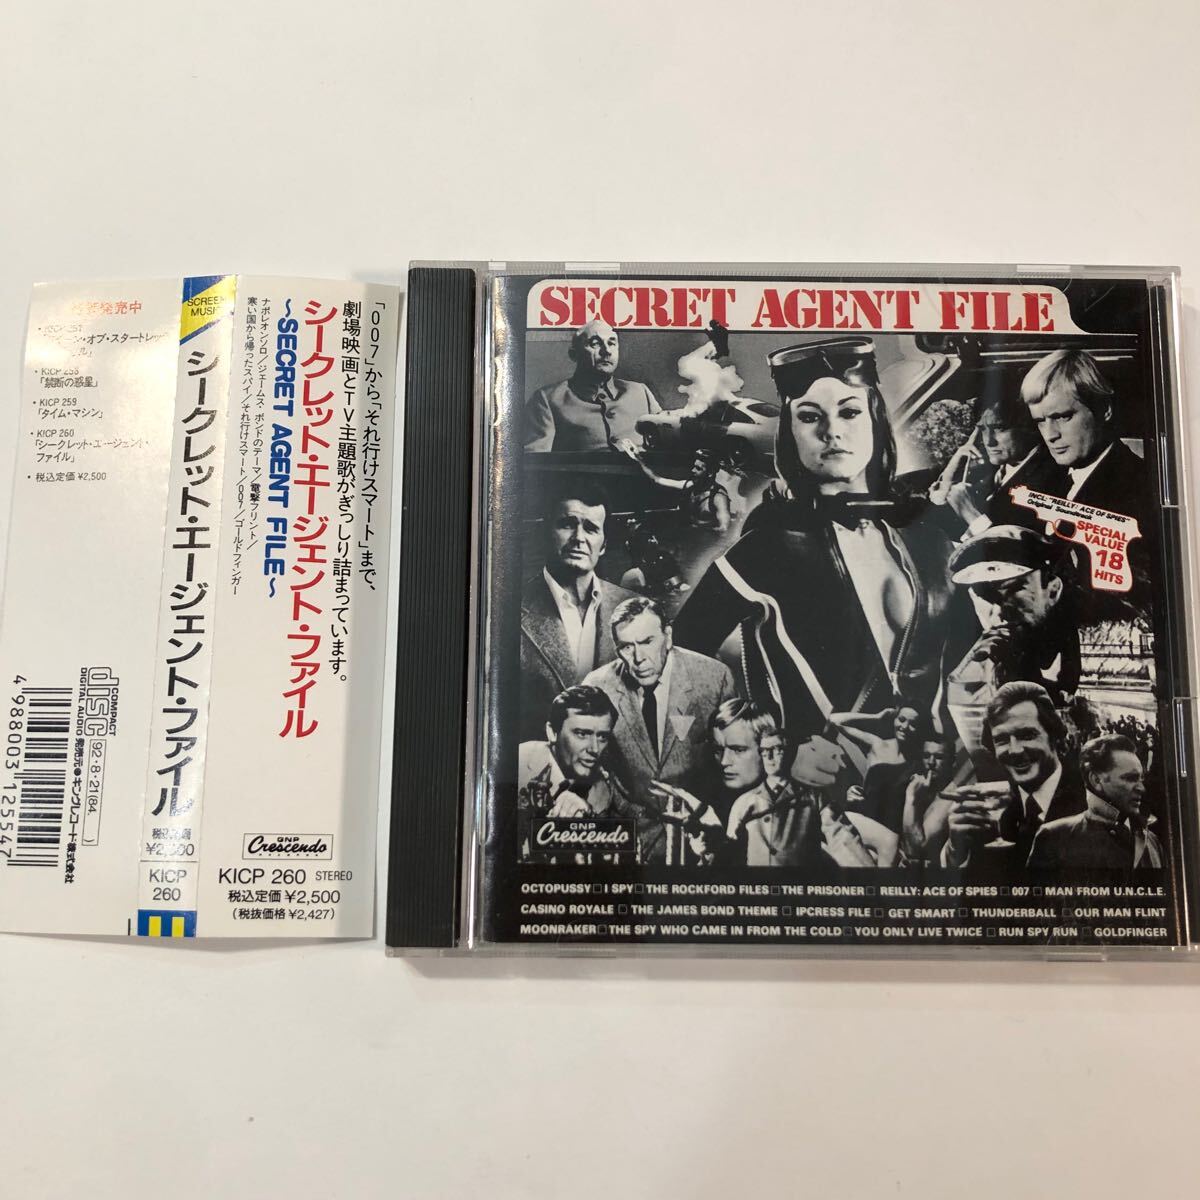 特薦発売中
KICP 258
「禁断の惑星」
• KICP 259
「タイム・マシン」
• KICP 260
「シークレット・エージェント・
ファイル」
• 税込定価 ¥2,500
COMPACT
disc
DIGITAL AUDIO
92・8・21(84.
発売元●キングレコード株式会社
4 988003 125547
SCREEN
MUSIC
シークレット・エージェント・ファイル
¥2,500
KICP
260
「007」から「それ行けスマート」まで、
劇場映画とTV主題歌がぎっしり詰まっています。
シークレット・エージェント・ファイル
~SECRET AGENT FILE~
ナポレオンソロ/ジェームス・ボンドのテーマ/電撃フリント/
寒い国から帰ったスパイ/それ行けスマート/007/ゴールドフィンガー
GNP
Crescendo
RECORDS
KICP 260 STEREO
税込定価 ¥2,500
(税抜価格 ¥2,427)
SECRET AGENT FILE
INCL: "REILLY: ACE OF SPIES"
Original Soundtrack
SPECIAL
VALUE
18
HITS
GNP
Crescendo
RECORDS
OCTOPUSSY □ I SPY □ THE ROCKFORD FILES □ THE PRISONER □ REILLY: ACE OF SPIES □ 007 □ MAN FROM U.N.C.L.E.
CASINO ROYALE □ THE JAMES BOND THEME □ IPCRESS FILE □ GET SMART □ THUNDERBALL □ OUR MAN FLINT
MOONRAKER □ THE SPY WHO CAME IN FROM THE COLD □ YOU ONLY LIVE TWICE □ RUN SPY RUN □ GOLDFINGER